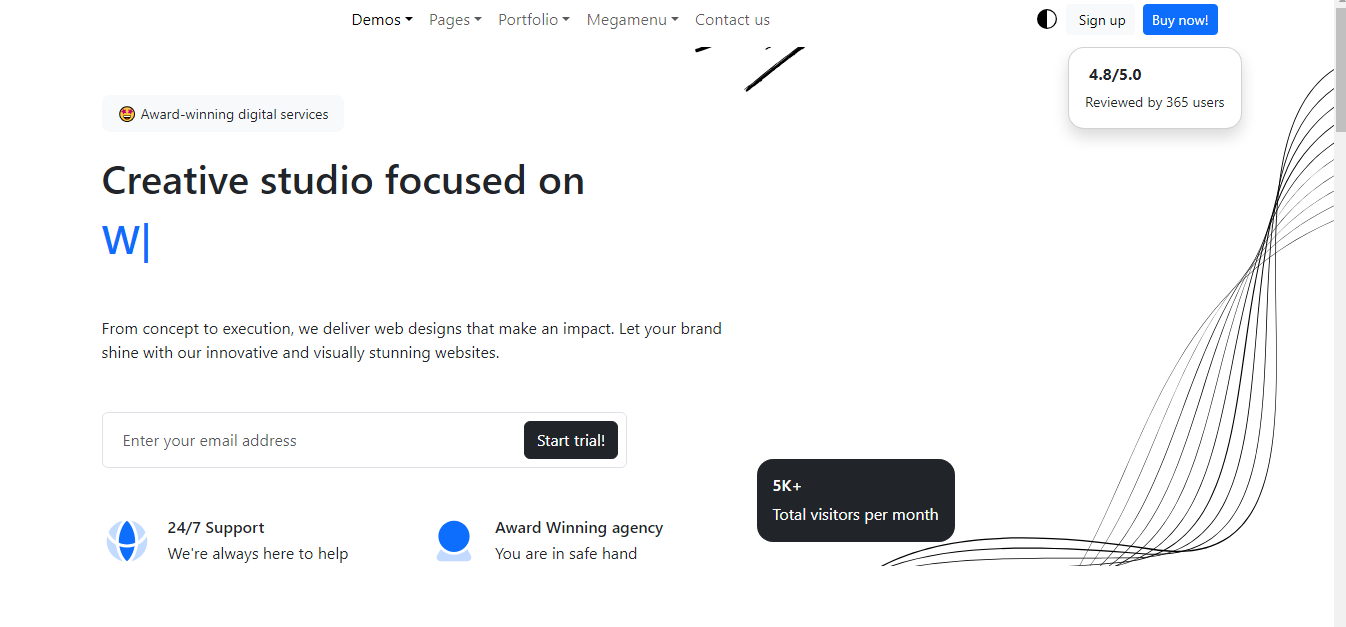 Demos Pages Portfolio Megamenu Contact us Sign up Buy now!
4.8/5.0
Reviewed by 365 users
🤩 Award-winning digital services
Creative studio focused on
W|
From concept to execution, we deliver web designs that make an impact. Let your brand
shine with our innovative and visually stunning websites.
Enter your email address Start trial!
5K+
Total visitors per month
24/7 Support
We're always here to help
Award Winning agency
You are in safe hand